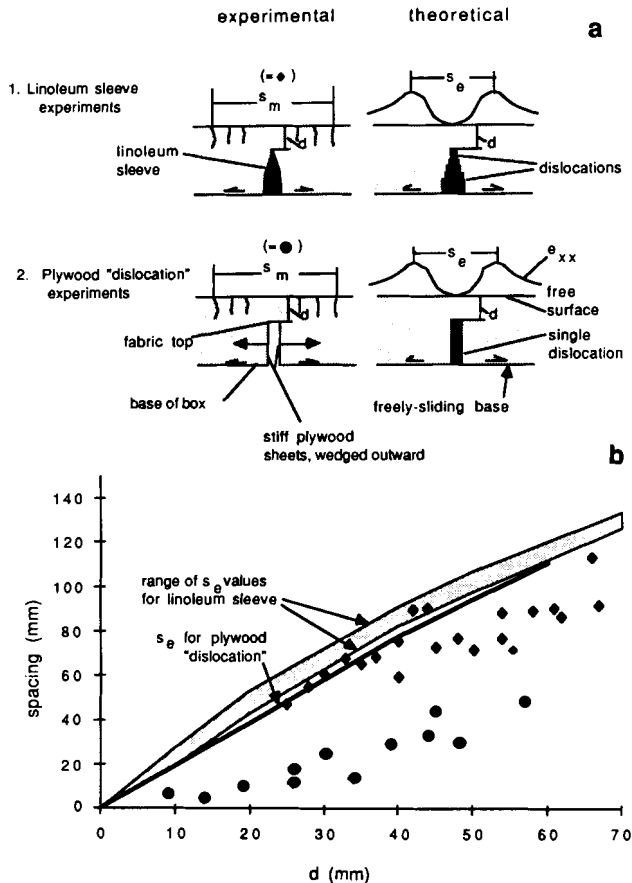 experimental theoretical
a
1. Linoleum sleeve
experiments
(=◆)
s m
s e
d
d
linoleum
sleeve
dislocations
2. Plywood "dislocation"
experiments
(=●)
s m
s e
e xx
d
d
free
surface
fabric top
single
dislocation
base of box
freely-sliding base
stiff plywood
sheets, wedged outward
b
140
120
100
80
60
40
20
0
spacing (mm)
range of s e values
for linoleum sleeve
s e for plywood
"dislocation"
0 10 20 30 40 50 60 70
d (mm)